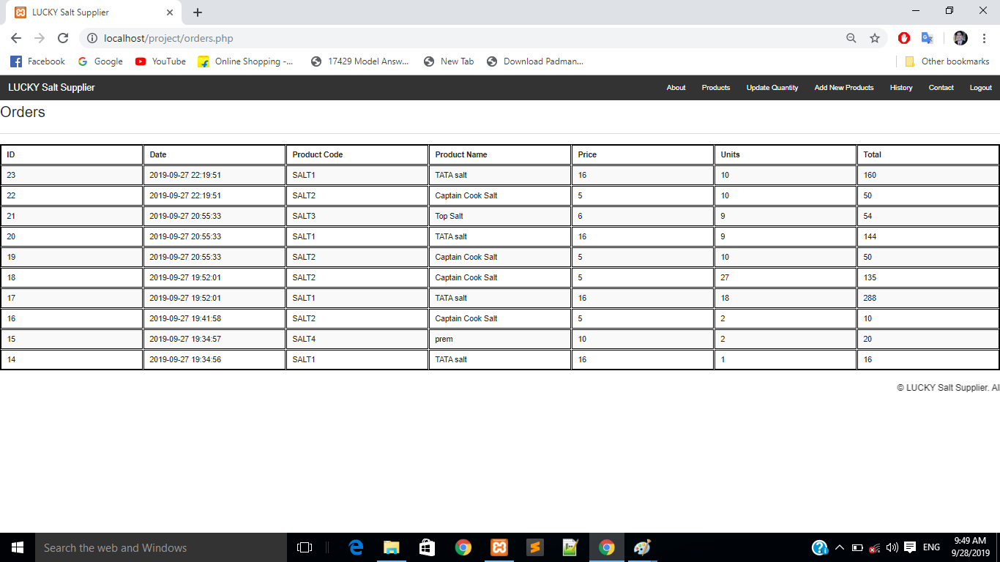 LUCKY Salt Supplier
localhost/project/orders.php
Facebook Google YouTube Online Shopping -... 17429 Model Answ... New Tab Download Padman... Other bookmarks
LUCKY Salt Supplier About Products Update Quantity Add New Products History Contact Logout
Orders
ID Date Product Code Product Name Price Units Total
23 2019-09-27 22:19:51 SALT1 TATA salt 16 10 160
22 2019-09-27 22:19:51 SALT2 Captain Cook Salt 5 10 50
21 2019-09-27 20:55:33 SALT3 Top Salt 6 9 54
20 2019-09-27 20:55:33 SALT1 TATA salt 16 9 144
19 2019-09-27 20:55:33 SALT2 Captain Cook Salt 5 10 50
18 2019-09-27 19:52:01 SALT2 Captain Cook Salt 5 27 135
17 2019-09-27 19:52:01 SALT1 TATA salt 16 18 288
16 2019-09-27 19:41:58 SALT2 Captain Cook Salt 5 2 10
15 2019-09-27 19:34:57 SALT4 prem 10 2 20
14 2019-09-27 19:34:56 SALT1 TATA salt 16 1 16
© LUCKY Salt Supplier. Al
Search the web and Windows ENG 9:49 AM
9/28/2019